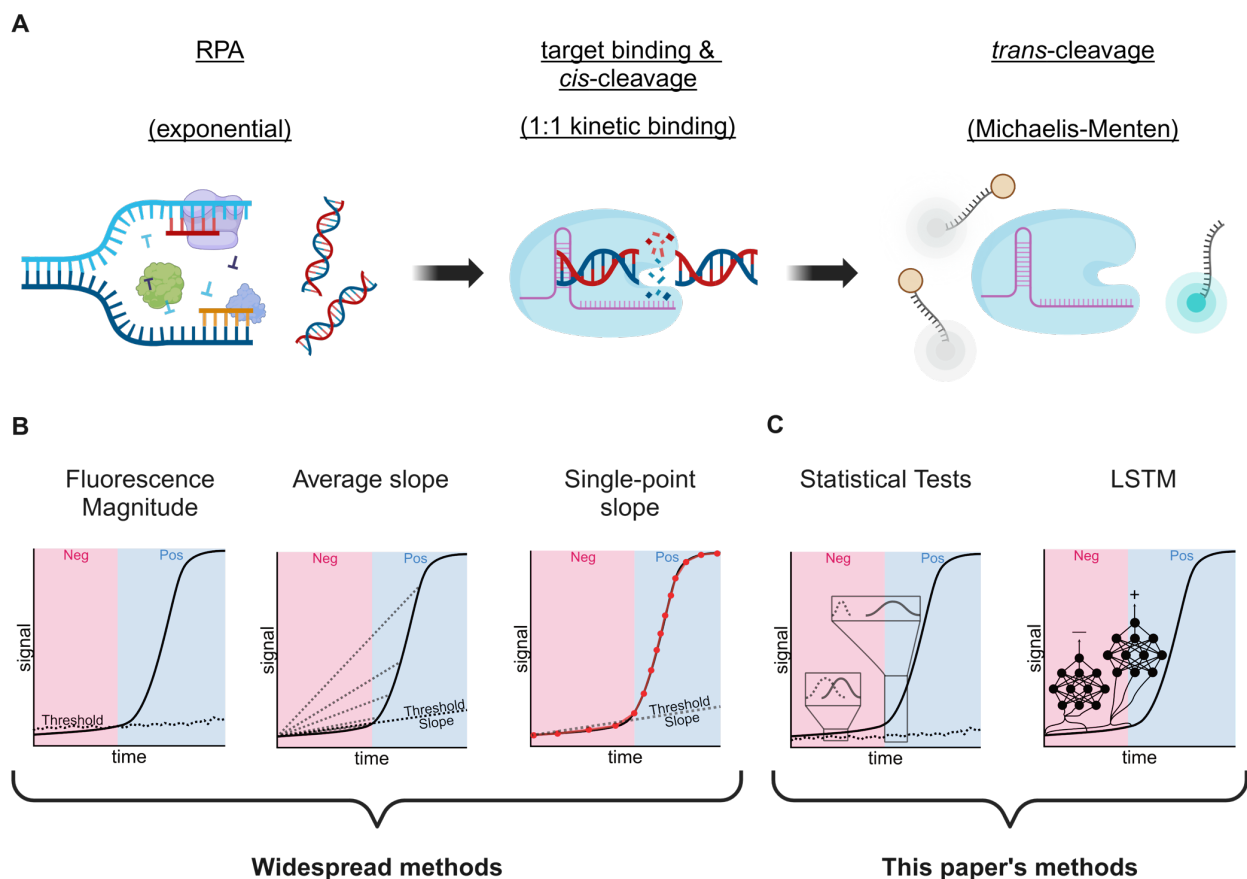 A
RPA
(exponential)
target binding &
cis-cleavage
(1:1 kinetic binding)
trans-cleavage
(Michaelis-Menten)
B
Fluorescence
Magnitude
signal
Neg
Pos
Threshold
time
Average slope
signal
Neg
Pos
Threshold
Slope
time
Single-point
slope
signal
Neg
Pos
Threshold
Slope
time
Widespread methods
C
Statistical Tests
signal
Neg
Pos
time
LSTM
signal
Neg
Pos
−
+
time
This paper's methods